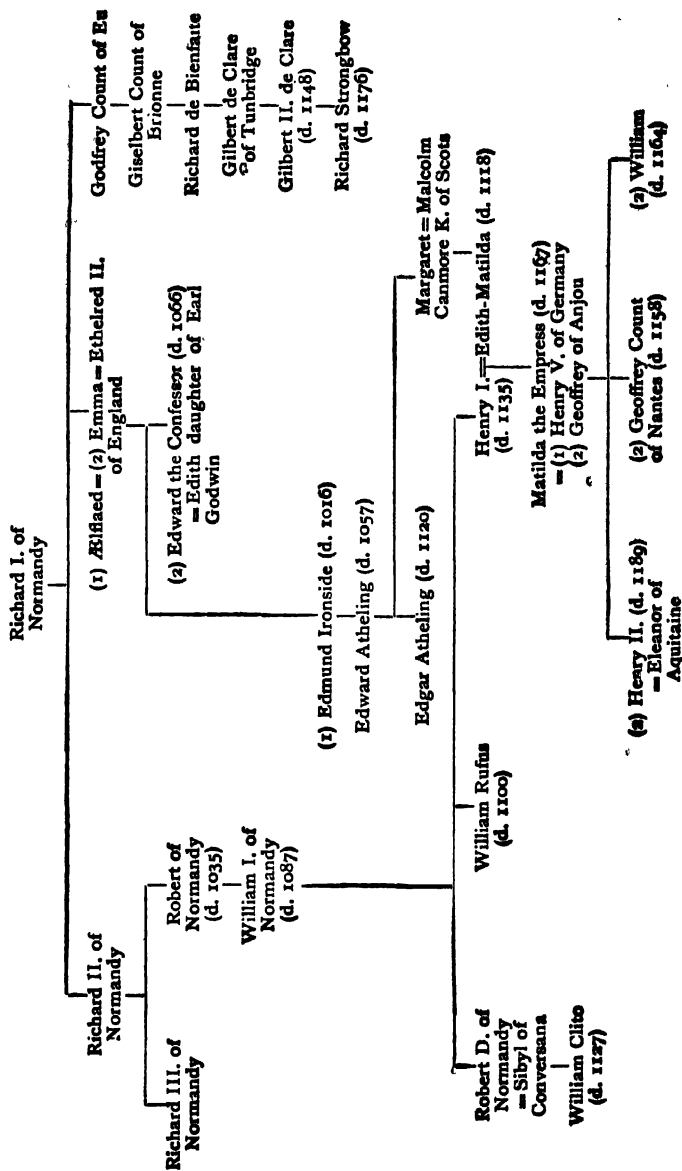 Richard I. of
Normandy
Richard II. of
Normandy
(1) Ælflaed = (2) Emma = Ethelred II.
of England
Godfrey Count of Eu
Giselbert Count of
Brionne
Richard de Bienfaite
Gilbert de Clare
of Tunbridge
Gilbert II. de Clare
(d. 1148)
Richard Strongbow
(d. 1176)
Richard III. of
Normandy
Robert of
Normandy
(d. 1035)
William I. of
Normandy
(d. 1087)
(2) Edward the Confessor (d. 1066)
= Edith daughter of Earl
Godwin
(1) Edmund Ironside (d. 1016)
Edward Atheling (d. 1057)
Edgar Atheling (d. 1120)
Margaret = Malcolm
Canmore K. of Scots
Robert D. of
Normandy
= Sibyl of
Conversana
William Clito
(d. 1127)
William Rufus
(d. 1100)
Henry I. = Edith-Matilda (d. 1118)
(d. 1135)
Matilda the Empress (d. 1167)
= (1) Henry V. of Germany
(2) Geoffrey of Anjou
(2) Henry II. (d. 1189)
= Eleanor of
Aquitaine
(2) Geoffrey Count
of Nantes (d. 1158)
(2) William
(d. 1164)